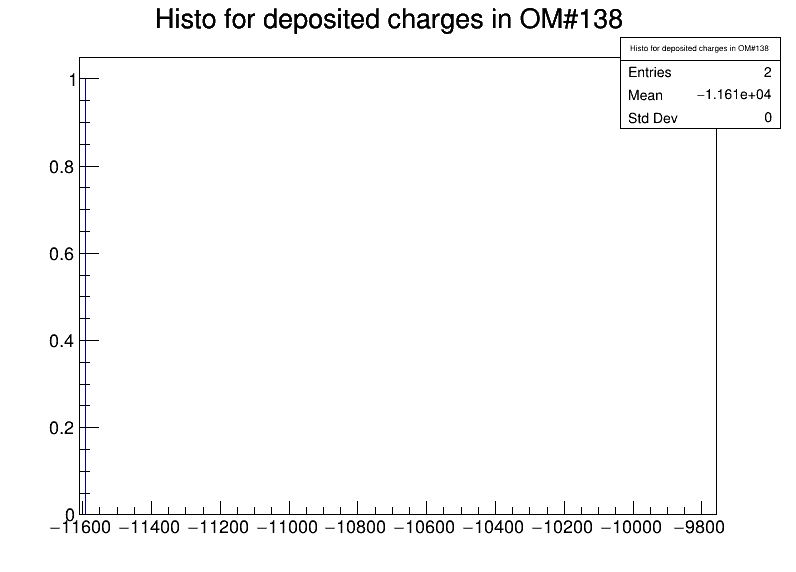 Histo for deposited charges in OM#138
Histo for deposited charges in OM#138
Entries 2
Mean −1.161e+04
Std Dev 0
1
0.8
0.6
0.4
0.2
0
−11600 −11400 −11200 −11000 −10800 −10600 −10400 −10200 −10000 −9800